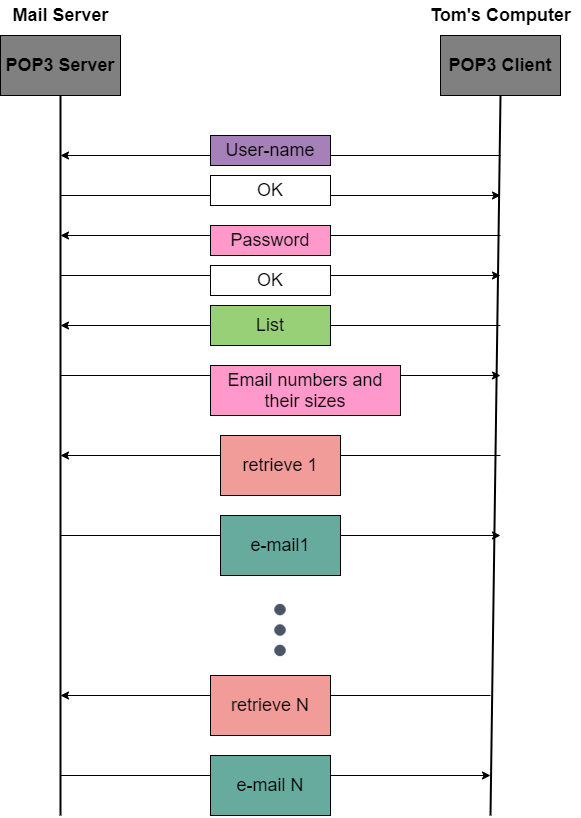 Mail Server
Tom's Computer
POP3 Server
POP3 Client
User-name
OK
Password
OK
List
Email numbers and
their sizes
retrieve 1
e-mail1
retrieve N
e-mail N